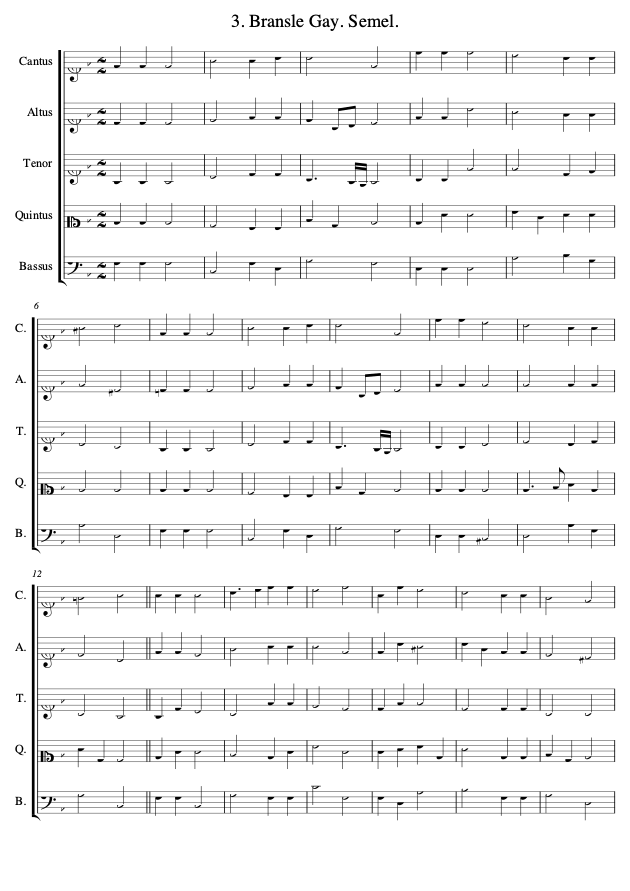 3. Bransle Gay. Semel.
Cantus
Altus
Tenor
Quintus
Bassus
6
C.
A.
T.
Q.
B.
12
C.
A.
T.
Q.
B.